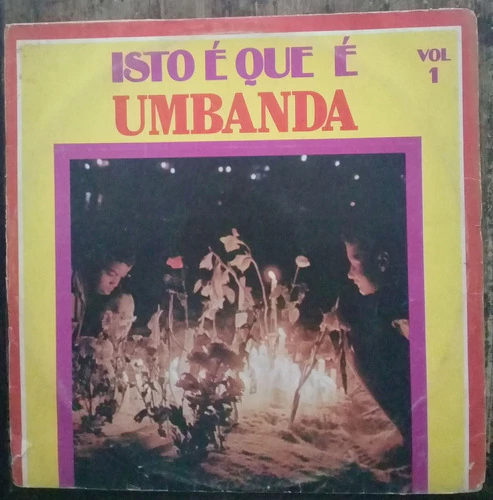 ISTO É QUE É
UMBANDA
VOL
1